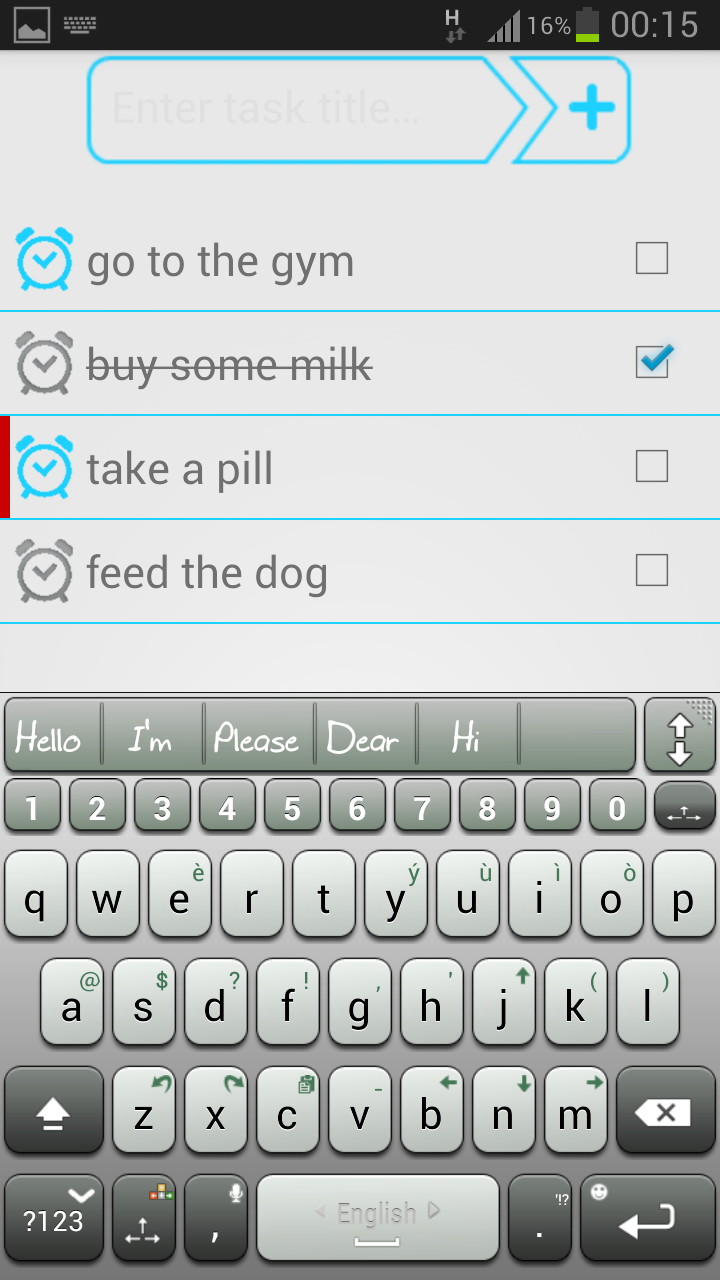 H 16% 00:15
Enter task title...
go to the gym
buy some milk
take a pill
feed the dog
Hello I'm Please Dear Hi
1 2 3 4 5 6 7 8 9 0
q w e è r t y ý u ù i ì o ò p
a @ s $ d ? f ! g , h ' j k ( l )
z x c v - b n m
?123 , English . '!?